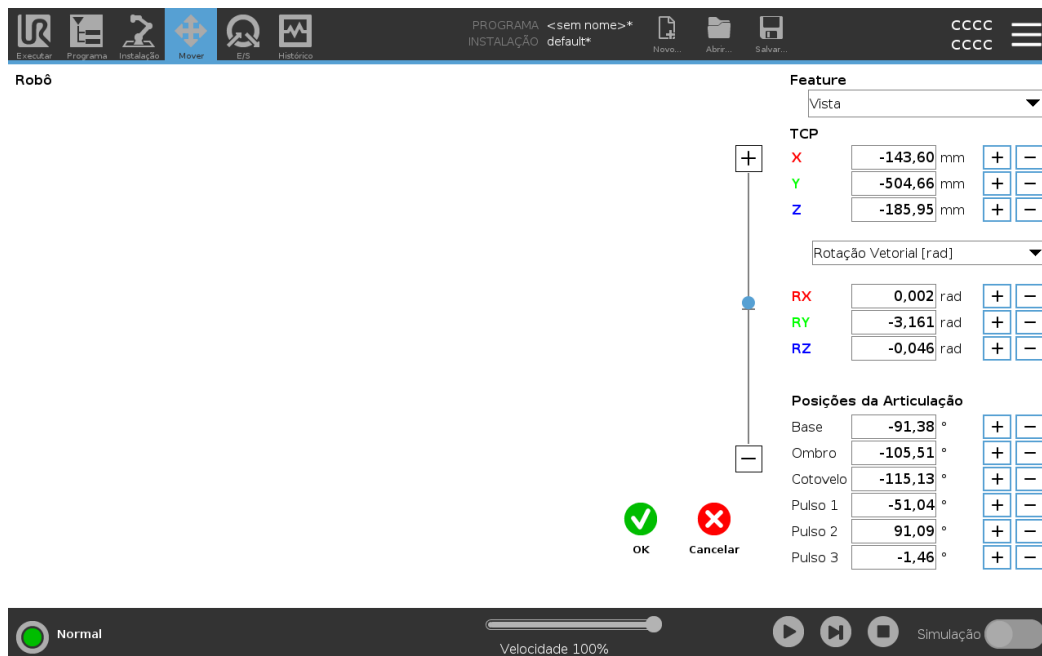 Executar Programa Instalação Mover E/S Histórico
PROGRAMA <sem nome>*
INSTALAÇÃO default*
Novo... Abrir... Salvar...
CCCC
CCCC
Robô
Feature
Vista
TCP
X -143,60 mm + −
Y -504,66 mm + −
Z -185,95 mm + −
Rotação Vetorial [rad]
RX 0,002 rad + −
RY -3,161 rad + −
RZ -0,046 rad + −
Posições da Articulação
Base -91,38 ° + −
Ombro -105,51 ° + −
Cotovelo -115,13 ° + −
Pulso 1 -51,04 ° + −
Pulso 2 91,09 ° + −
Pulso 3 -1,46 ° + −
+
−
OK Cancelar
Normal
Velocidade 100%
Simulação